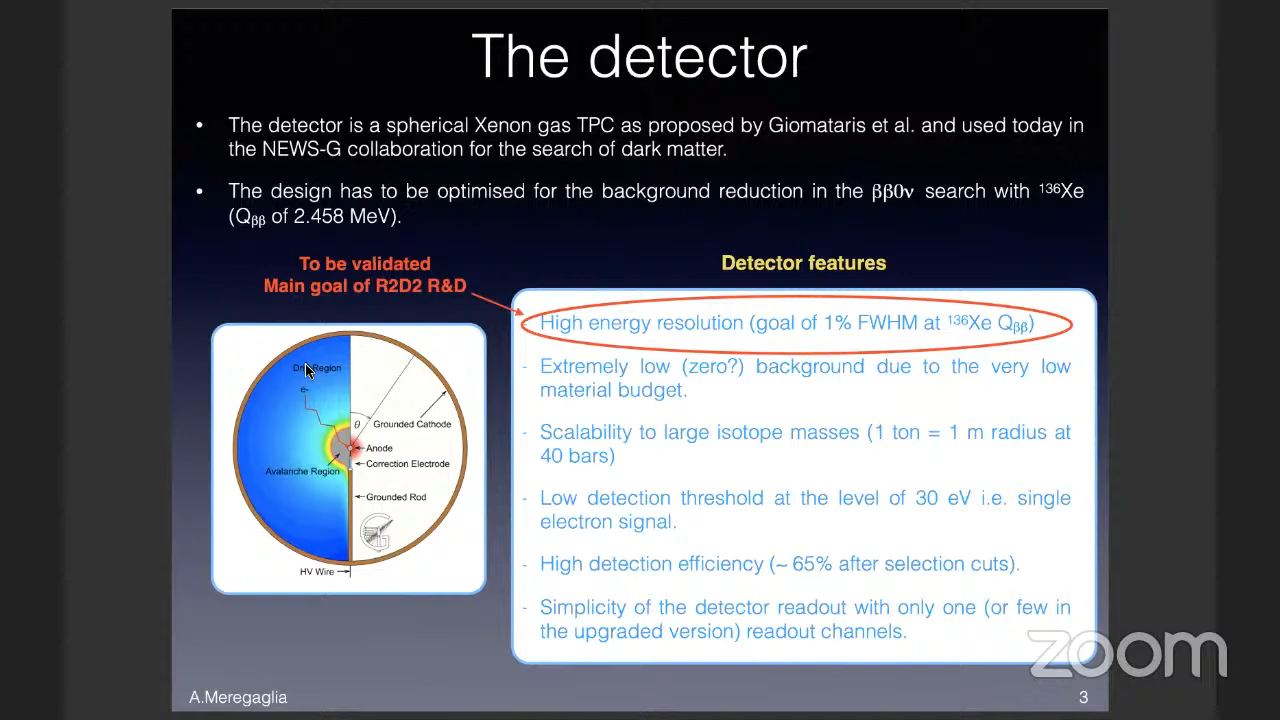 The detector
• The detector is a spherical Xenon gas TPC as proposed by Giomataris et al. and used today in
the NEWS-G collaboration for the search of dark matter.
• The design has to be optimised for the background reduction in the ββ0ν search with ¹³⁶Xe
(Qββ of 2.458 MeV).
To be validated
Main goal of R2D2 R&D
Detector features
- High energy resolution (goal of 1% FWHM at ¹³⁶Xe Qββ)
- Extremely low (zero?) background due to the very low
material budget.
- Scalability to large isotope masses (1 ton = 1 m radius at
40 bars)
- Low detection threshold at the level of 30 eV i.e. single
electron signal.
- High detection efficiency (~ 65% after selection cuts).
- Simplicity of the detector readout with only one (or few in
the upgraded version) readout channels.
Region
e-
θ
Grounded Cathode
Anode
Correction Electrode
Avalanche Region
Grounded Rod
HV Wire
zoom
A.Meregaglia
3